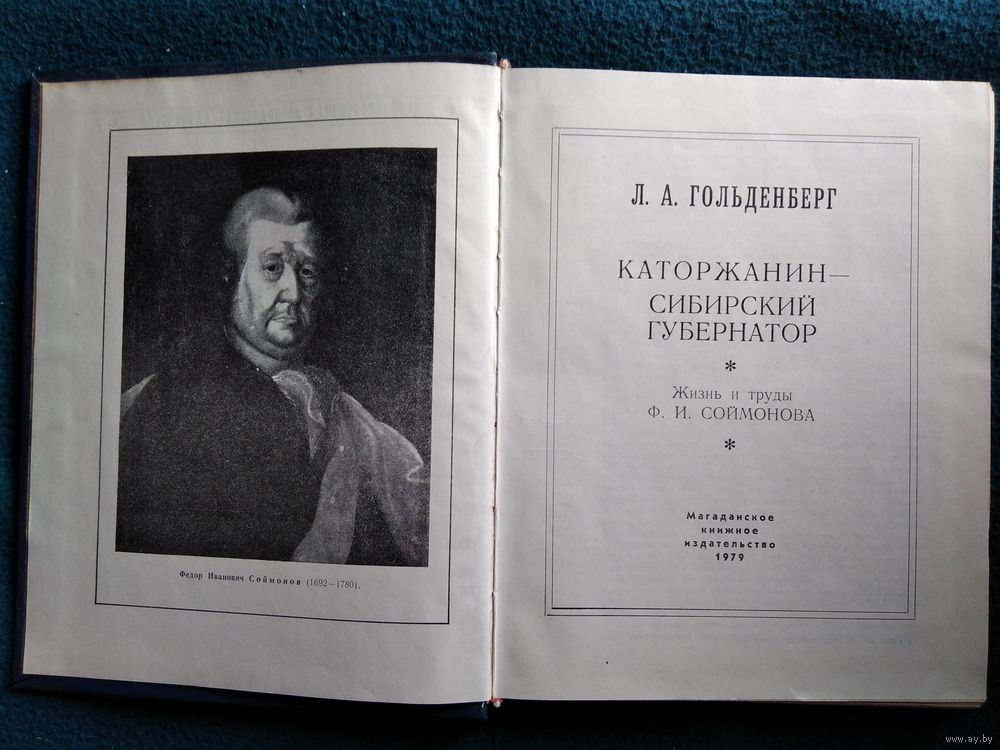 Федор Иванович Соймонов (1692—1780).
Л. А. ГОЛЬДЕНБЕРГ
КАТОРЖАНИН—
СИБИРСКИЙ
ГУБЕРНАТОР
*
Жизнь и труды
Ф. И. СОЙМОНОВА
*
Магаданское
книжное
издательство
1979
www.ay.by